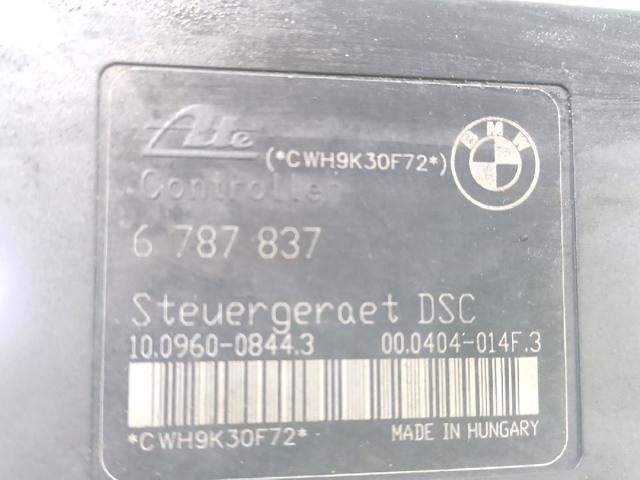 Ate (*CWH9K30F72*) BMW
Controller
6 787 837
Steuergeraet DSC
10.0960-0844.3 00.0404-014F.3
*CWH9K30F72* MADE IN HUNGARY